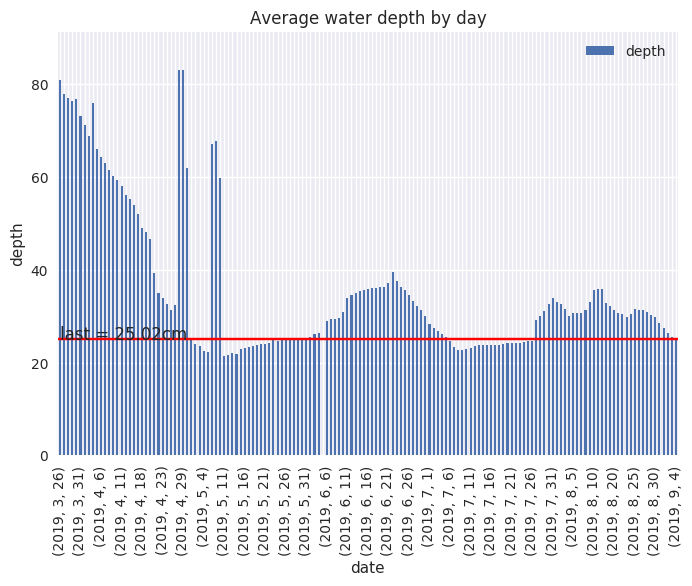 Average water depth by day
depth
80
60
40
20
0
depth
last = 25.02cm
(2019, 3, 26)
(2019, 3, 31)
(2019, 4, 6)
(2019, 4, 11)
(2019, 4, 18)
(2019, 4, 23)
(2019, 4, 29)
(2019, 5, 4)
(2019, 5, 11)
(2019, 5, 16)
(2019, 5, 21)
(2019, 5, 26)
(2019, 5, 31)
(2019, 6, 6)
(2019, 6, 11)
(2019, 6, 16)
(2019, 6, 21)
(2019, 6, 26)
(2019, 7, 1)
(2019, 7, 6)
(2019, 7, 11)
(2019, 7, 16)
(2019, 7, 21)
(2019, 7, 26)
(2019, 7, 31)
(2019, 8, 5)
(2019, 8, 10)
(2019, 8, 20)
(2019, 8, 25)
(2019, 8, 30)
(2019, 9, 4)
date